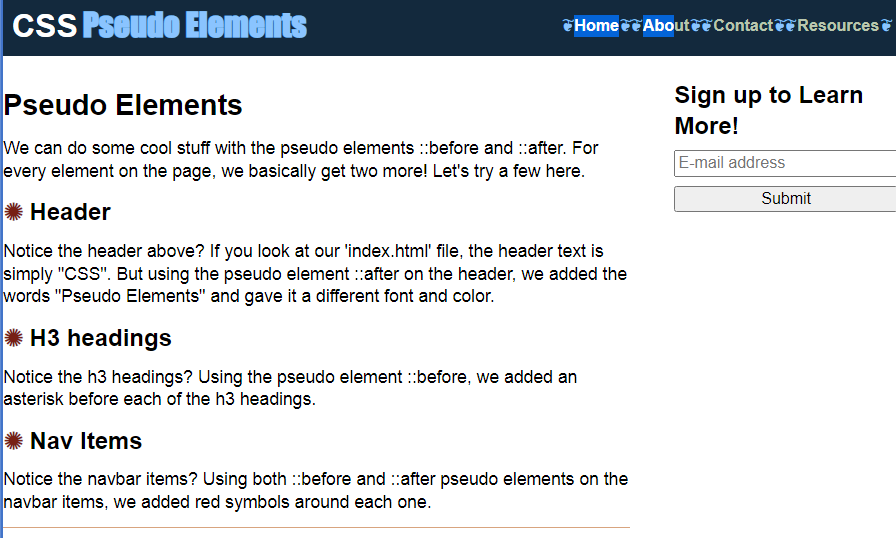 CSS Pseudo Elements
❦Home❦❦About❦❦Contact❦❦Resources❦
Pseudo Elements
We can do some cool stuff with the pseudo elements ::before and ::after. For
every element on the page, we basically get two more! Let's try a few here.
✺ Header
Notice the header above? If you look at our 'index.html' file, the header text is
simply "CSS". But using the pseudo element ::after on the header, we added the
words "Pseudo Elements" and gave it a different font and color.
✺ H3 headings
Notice the h3 headings? Using the pseudo element ::before, we added an
asterisk before each of the h3 headings.
✺ Nav Items
Notice the navbar items? Using both ::before and ::after pseudo elements on the
navbar items, we added red symbols around each one.
Sign up to Learn
More!
E-mail address
Submit